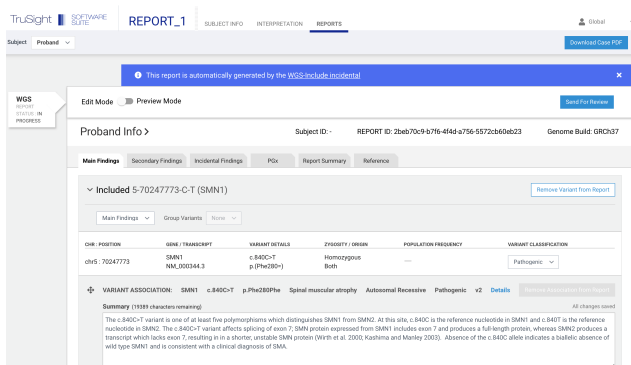 TruSight SOFTWARE SUITE
REPORT_1
SUBJECT INFO INTERPRETATION REPORTS
Global
Subject Proband
Download Case PDF
This report is automatically generated by the WGS-Include incidental
WGS
REPORT
STATUS: IN
PROGRESS
Edit Mode Preview Mode
Send For Review
Proband Info >
Subject ID: - REPORT ID: 2beb70c9-b7f6-4f4d-a756-5572cb60eb23 Genome Build: GRCh37
Main Findings Secondary Findings Incidental Findings PGx Report Summary Reference
Included 5-70247773-C-T (SMN1)
Remove Variant from Report
Main Findings Group Variants None
CHR : POSITION GENE / TRANSCRIPT VARIANT DETAILS ZYGOSITY / ORIGIN POPULATION FREQUENCY VARIANT CLASSIFICATION
chr5 : 70247773 SMN1 c.840C>T Homozygous — Pathogenic
NM_000344.3 p.(Phe280=) Both
VARIANT ASSOCIATION: SMN1 c.840C>T p.Phe280Phe Spinal muscular atrophy Autosomal Recessive Pathogenic v2 Details Remove Association from Report
Summary (19389 characters remaining) All changes saved
The c.840C>T variant is one of at least five polymorphisms which distinguishes SMN1 from SMN2. At this site, c.840C is the reference nucleotide in SMN1 and c.840T is the reference
nucleotide in SMN2. The c.840C>T variant affects splicing of exon 7; SMN protein expressed from SMN1 includes exon 7 and produces a full-length protein, whereas SMN2 produces a
transcript which lacks exon 7, resulting in in a shorter, unstable SMN protein (Wirth et al. 2000; Kashima and Manley 2003). Absence of the c.840C allele indicates a biallelic absence of
wild type SMN1 and is consistent with a clinical diagnosis of SMA.